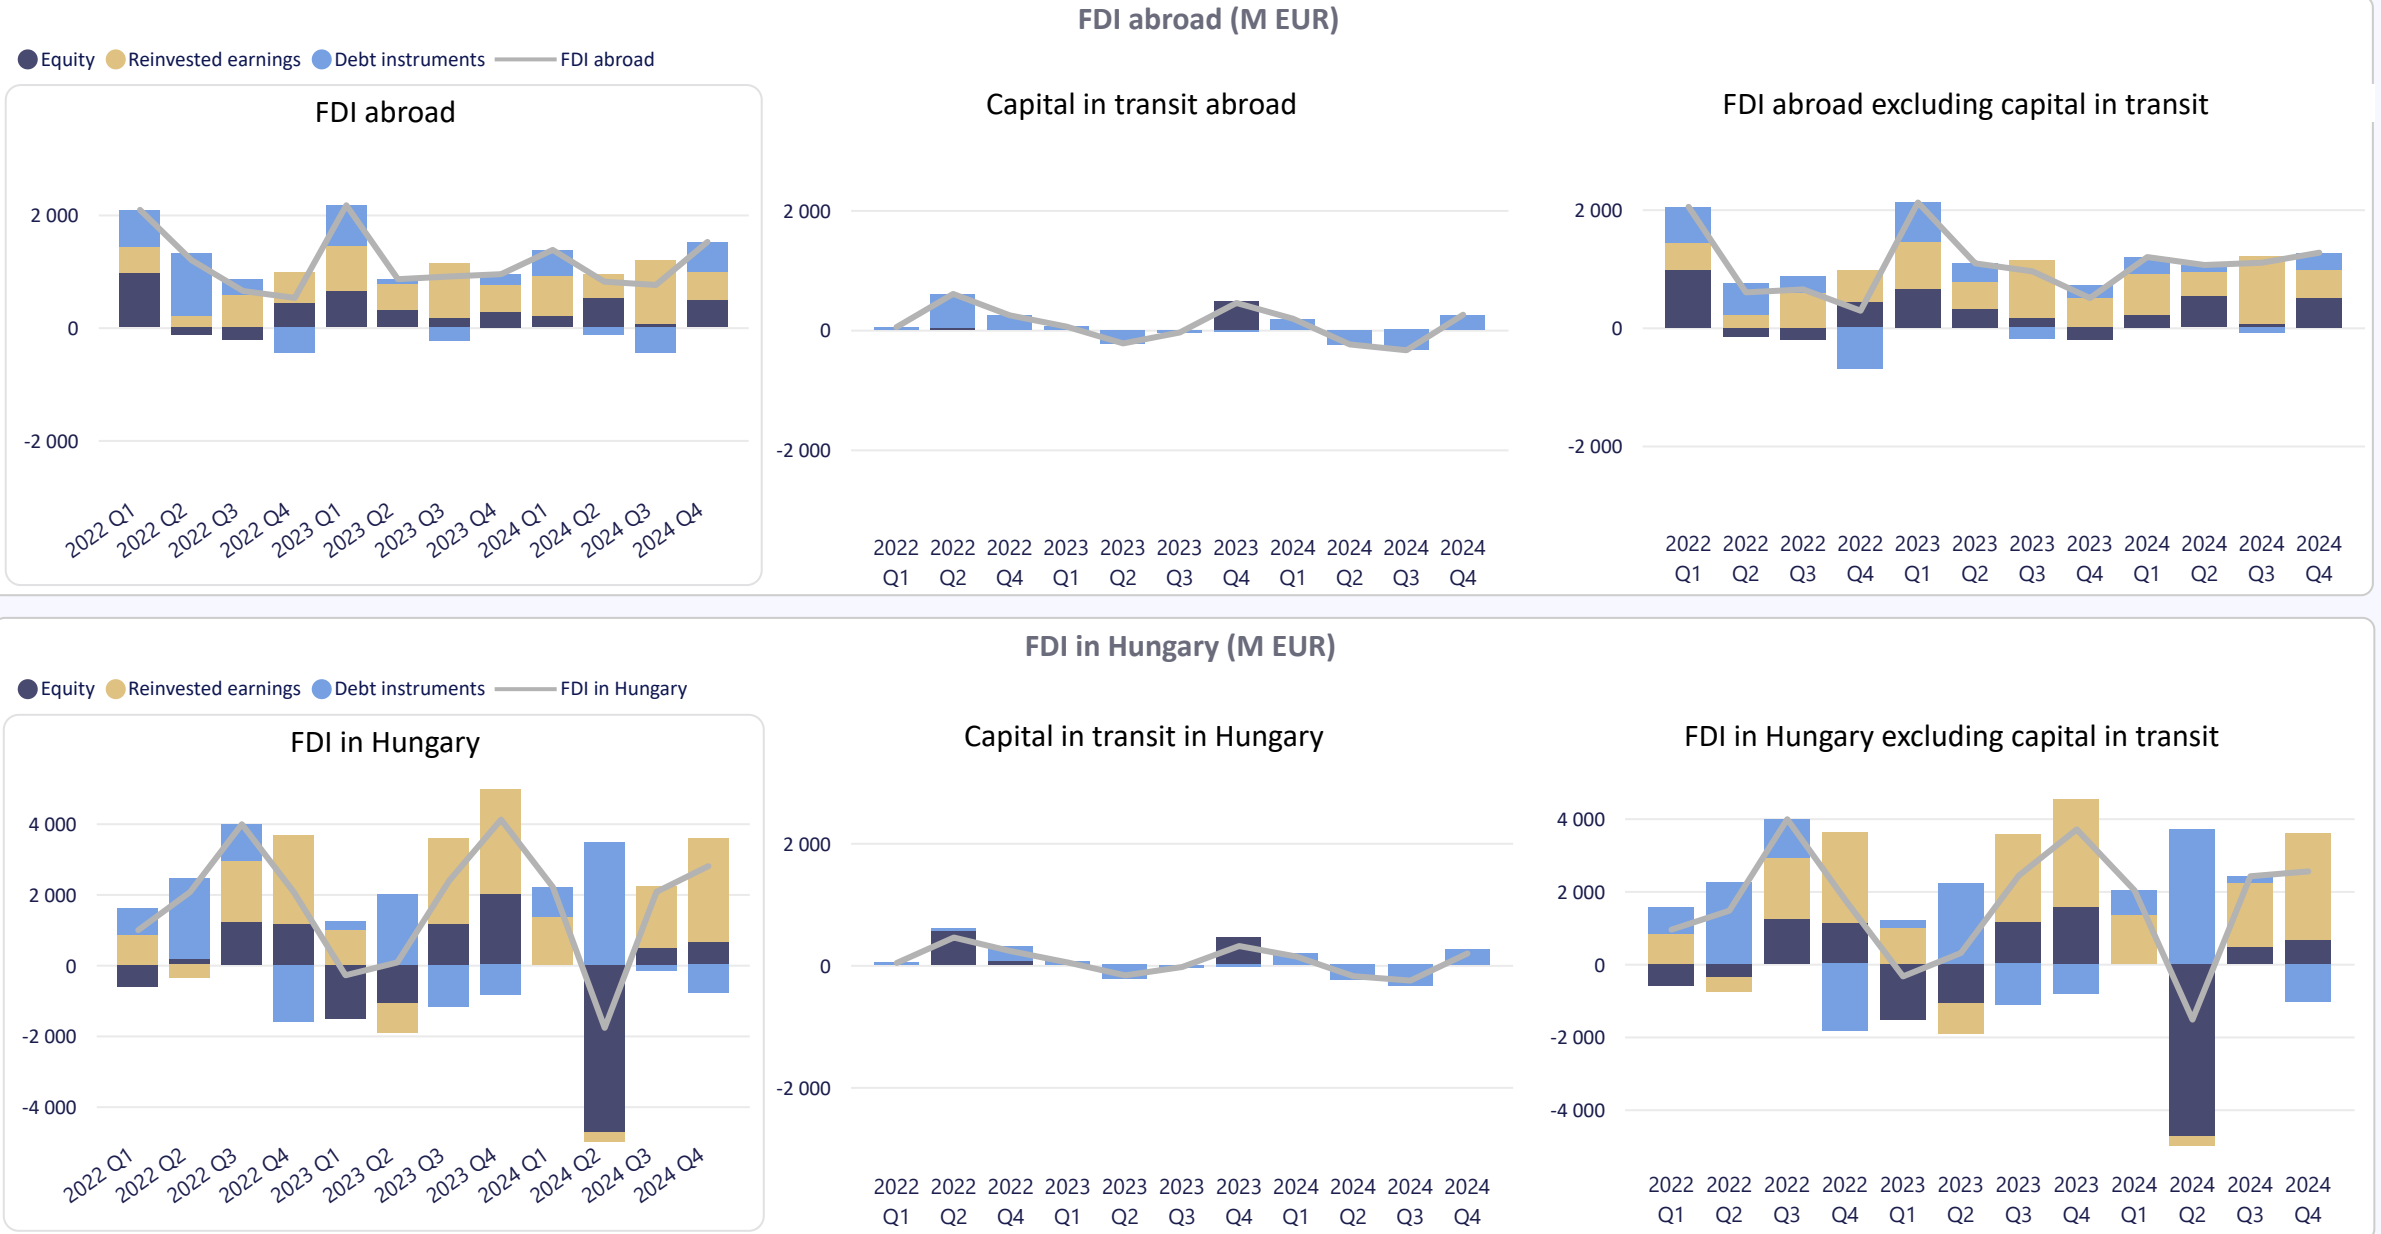 FDI abroad (M EUR)
Equity Reinvested earnings Debt instruments FDI abroad
FDI abroad
2 000
0
-2 000
2022 Q1 2022 Q2 2022 Q3 2022 Q4 2023 Q1 2023 Q2 2023 Q3 2023 Q4 2024 Q1 2024 Q2 2024 Q3 2024 Q4
Capital in transit abroad
2 000
0
-2 000
2022 2022 2022 2023 2023 2023 2023 2024 2024 2024 2024
Q1 Q2 Q4 Q1 Q2 Q3 Q4 Q1 Q2 Q3 Q4
FDI abroad excluding capital in transit
2 000
0
-2 000
2022 2022 2022 2022 2023 2023 2023 2023 2024 2024 2024 2024
Q1 Q2 Q3 Q4 Q1 Q2 Q3 Q4 Q1 Q2 Q3 Q4
FDI in Hungary (M EUR)
Equity Reinvested earnings Debt instruments FDI in Hungary
FDI in Hungary
4 000
2 000
0
-2 000
-4 000
2022 Q1 2022 Q2 2022 Q3 2022 Q4 2023 Q1 2023 Q2 2023 Q3 2023 Q4 2024 Q1 2024 Q2 2024 Q3 2024 Q4
Capital in transit in Hungary
2 000
0
-2 000
2022 2022 2022 2023 2023 2023 2023 2024 2024 2024 2024
Q1 Q2 Q4 Q1 Q2 Q3 Q4 Q1 Q2 Q3 Q4
FDI in Hungary excluding capital in transit
4 000
2 000
0
-2 000
-4 000
2022 2022 2022 2022 2023 2023 2023 2023 2024 2024 2024 2024
Q1 Q2 Q3 Q4 Q1 Q2 Q3 Q4 Q1 Q2 Q3 Q4